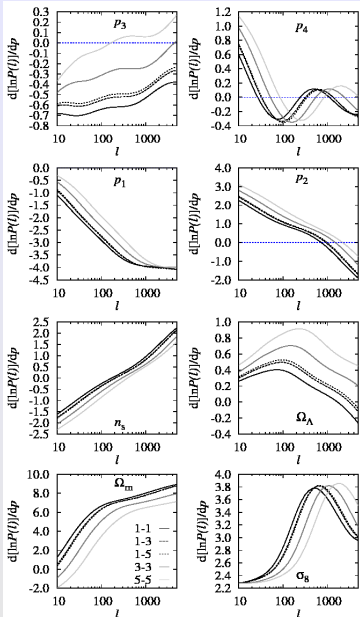 p3
p4
d[lnP(l)]/dp
0.3
0.2
0.1
0.0
-0.1
-0.2
-0.3
-0.4
-0.5
-0.6
-0.7
-0.8
10 100 1000
l
1.2
1.0
0.8
0.6
0.4
0.2
0.0
-0.2
-0.4
10 100 1000
l
p1
p2
d[lnP(l)]/dp
0.0
-0.5
-1.0
-1.5
-2.0
-2.5
-3.0
-3.5
-4.0
-4.5
10 100 1000
l
4.0
3.0
2.0
1.0
0.0
-1.0
-2.0
10 100 1000
l
d[lnP(l)]/dp
2.5
2.0
1.5
1.0
0.5
0.0
-0.5
-1.0
-1.5
-2.0
-2.5
ns
10 100 1000
l
ΩΛ
1.0
0.8
0.6
0.4
0.2
0.0
-0.2
-0.4
10 100 1000
l
Ωm
d[lnP(l)]/dp
10.0
8.0
6.0
4.0
2.0
0.0
-2.0
1-1
1-3
1-5
3-3
5-5
10 100 1000
l
4.0
3.8
3.6
3.4
3.2
3.0
2.8
2.6
2.4
2.2
σ8
10 100 1000
l